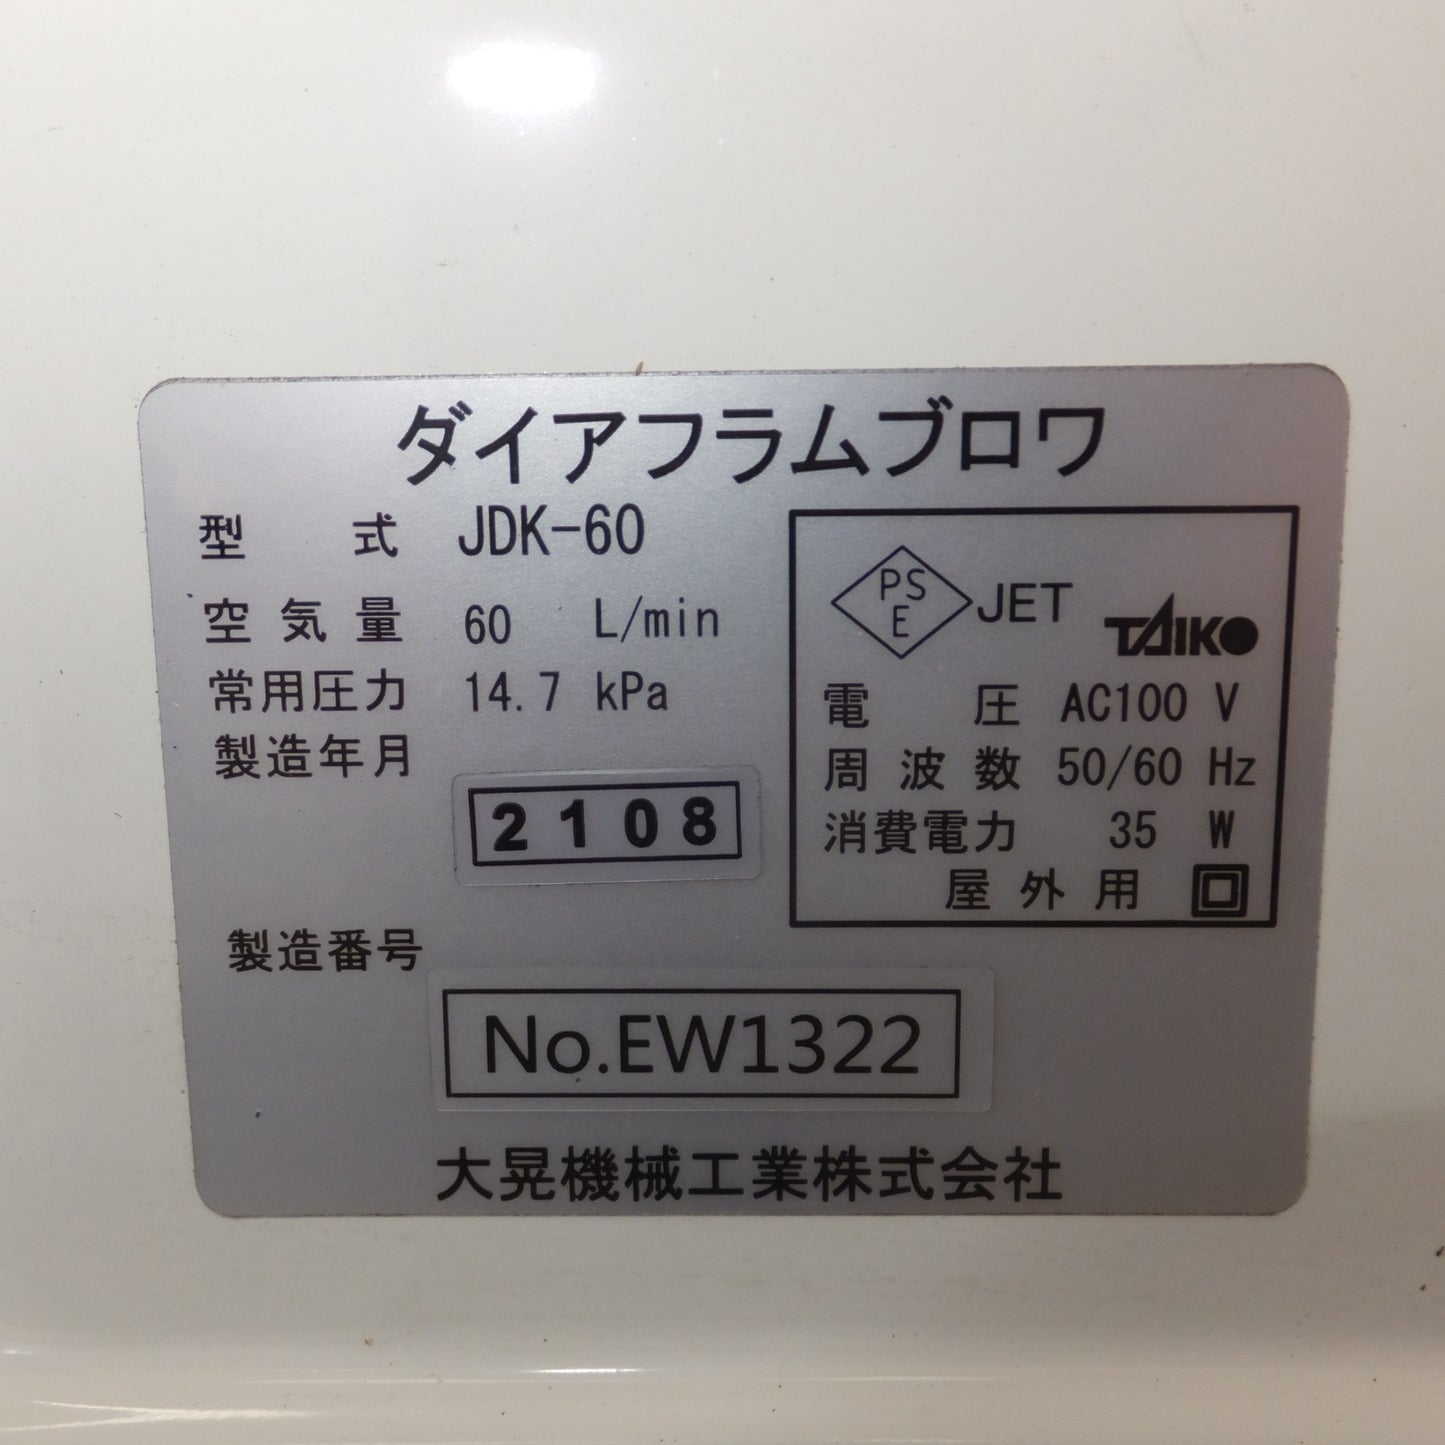 ダイアフラムブロワ
型式 JDK-60
空気量 60 L/min
常用圧力 14.7 kPa
製造年月
2108
製造番号
No.EW1322
PS
E
JET TAIKO
電圧 AC100 V
周波数 50/60 Hz
消費電力 35 W
屋外用
大晃機械工業株式会社